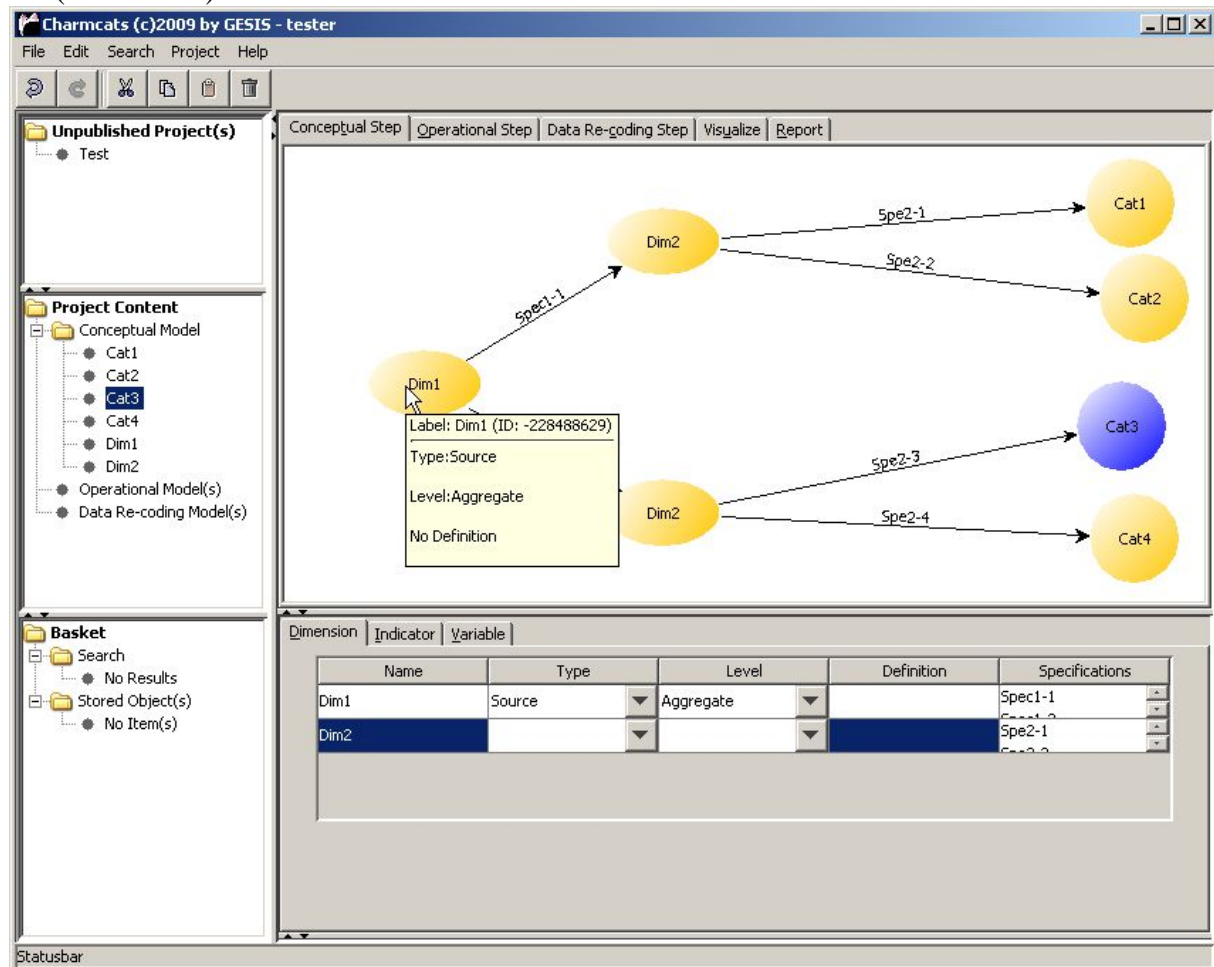 Charmcats (c)2009 by GESIS - tester
File Edit Search Project Help
Unpublished Project(s)
Test
Project Content
Conceptual Model
Cat1
Cat2
Cat3
Cat4
Dim1
Dim2
Operational Model(s)
Data Re-coding Model(s)
Basket
Search
No Results
Stored Object(s)
No Item(s)
Conceptual Step Operational Step Data Re-coding Step Visualize Report
Spe2-1
Cat1
Dim2
Spe2-2
Cat2
Spec1-1
Dim1
Label: Dim1 (ID: -228488629)
Type:Source
Level:Aggregate
No Definition
Cat3
Spe2-3
Dim2
Spe2-4
Cat4
Dimension Indicator Variable
Name Type Level Definition Specifications
Dim1 Source Aggregate Spec1-1
Dim2 Spe2-1
Statusbar